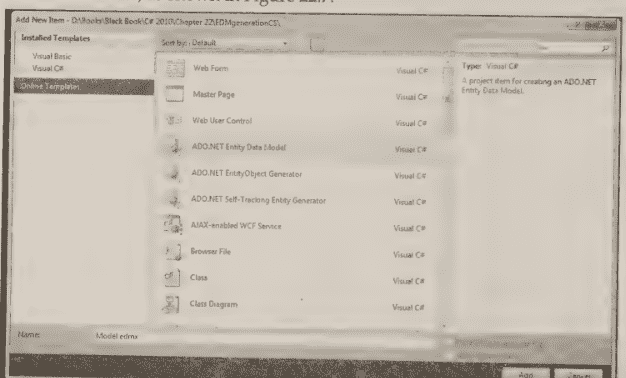 in Figure 22.9:
Add New Item - D:\Books\Black Book\C# 2010\Chapter 22\EDMgenerationCS\
Installed Templates
Sort by: Default
Visual Basic
Visual C#
Online Templates
Web Form Visual C#
Master Page Visual C#
Web User Control Visual C#
ADO.NET Entity Data Model Visual C#
ADO.NET EntityObject Generator Visual C#
ADO.NET Self-Tracking Entity Generator Visual C#
AJAX-enabled WCF Service Visual C#
Browser File Visual C#
Class Visual C#
Class Diagram Visual C#
Type: Visual C#
A project item for creating an ADO.NET
Entity Data Model.
Name: Model.edmx
Add Cancel